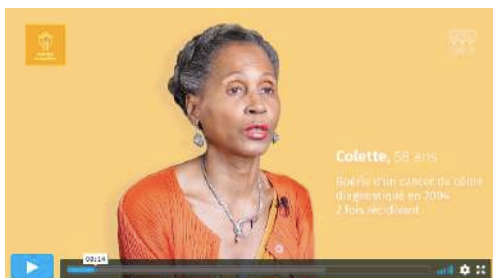 Colette, 58 ans
Guérie d'un cancer du côlon
diagnostiqué en 2004
2 fois récidivant
00:14